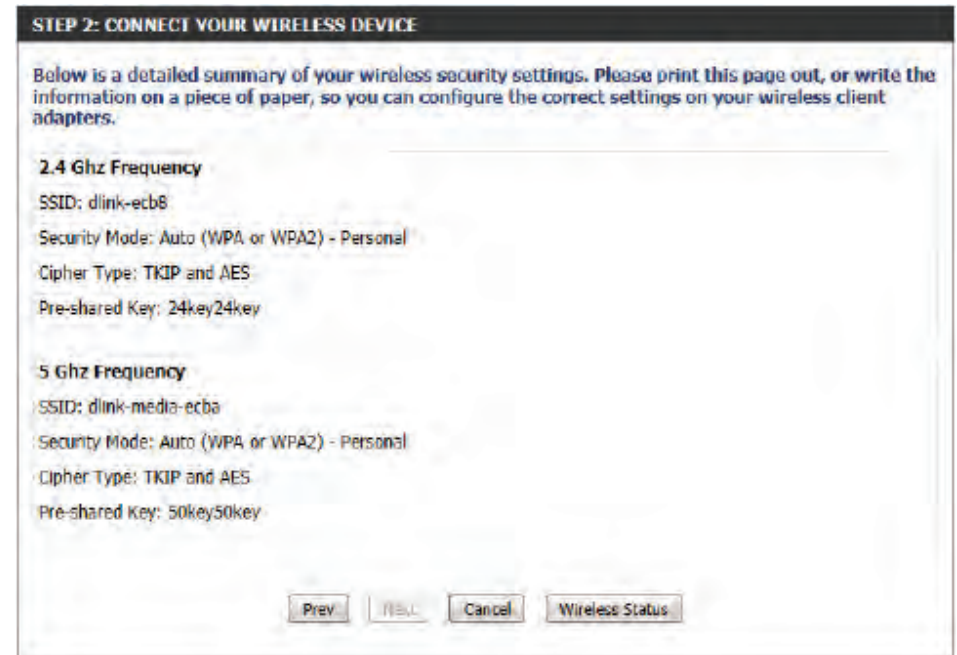 STEP 2: CONNECT YOUR WIRELESS DEVICE
Below is a detailed summary of your wireless security settings. Please print this page out, or write the
information on a piece of paper, so you can configure the correct settings on your wireless client
adapters.
2.4 Ghz Frequency
SSID: dlink-ecb8
Security Mode: Auto (WPA or WPA2) - Personal
Cipher Type: TKIP and AES
Pre-shared Key: 24key24key
5 Ghz Frequency
SSID: dlink-media-ecba
Security Mode: Auto (WPA or WPA2) - Personal
Cipher Type: TKIP and AES
Pre-shared Key: 50key50key
Prev Next Cancel Wireless Status